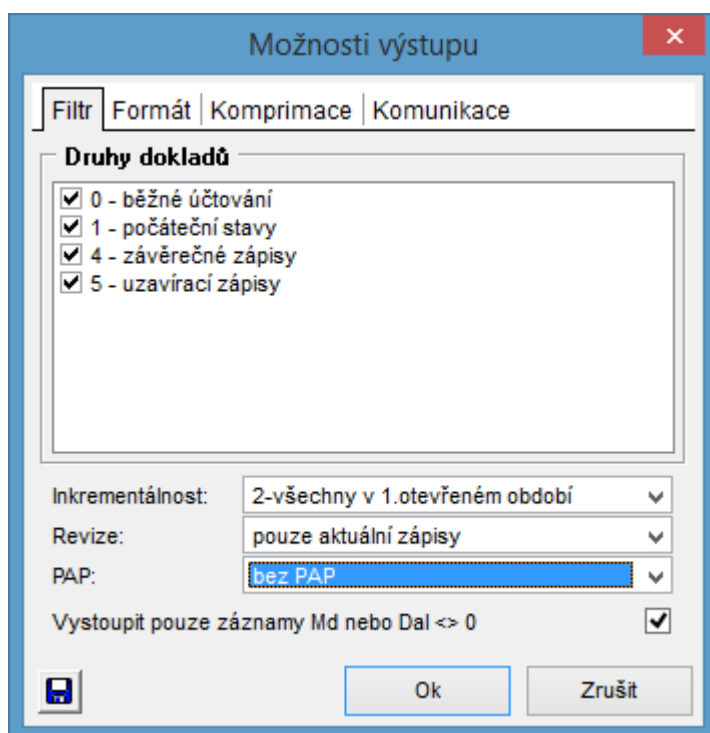 Možnosti výstupu
Filtr Formát Komprimace Komunikace
Druhy dokladů
0 - běžné účtování
1 - počáteční stavy
4 - závěrečné zápisy
5 - uzavírací zápisy
Inkrementálnost: 2-všechny v 1.otevřeném období
Revize: pouze aktuální zápisy
PAP: bez PAP
Vystoupit pouze záznamy Md nebo Dal <> 0
Ok Zrušit